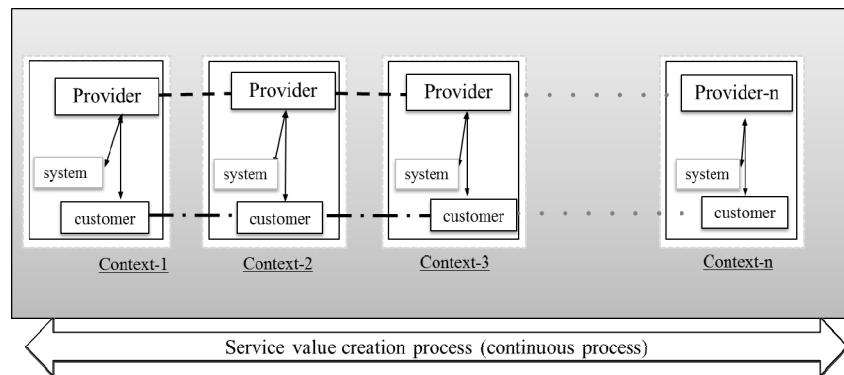 Provider
Provider
Provider
Provider-n
system
system
system
system
customer
customer
customer
customer
Context-1
Context-2
Context-3
Context-n
Service value creation process (continuous process)